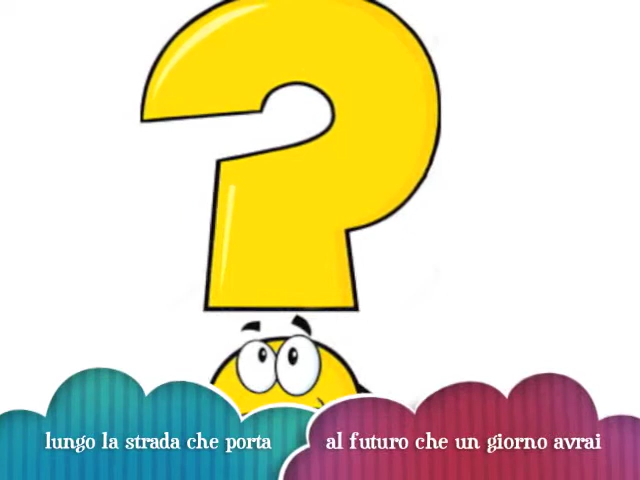 lungo la strada che porta
al futuro che un giorno avrai